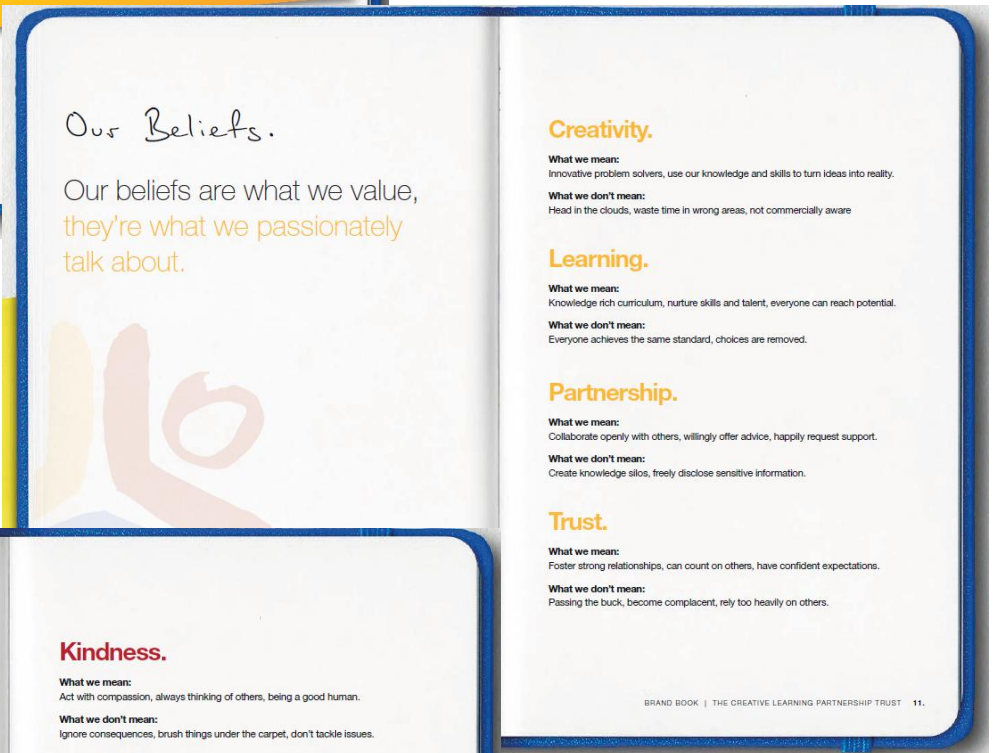 Our Beliefs.
Our beliefs are what we value,
they're what we passionately
talk about.
Creativity.
What we mean:
Innovative problem solvers, use our knowledge and skills to turn ideas into reality.
What we don't mean:
Head in the clouds, waste time in wrong areas, not commercially aware
Learning.
What we mean:
Knowledge rich curriculum, nurture skills and talent, everyone can reach potential.
What we don't mean:
Everyone achieves the same standard, choices are removed.
Partnership.
What we mean:
Collaborate openly with others, willingly offer advice, happily request support.
What we don't mean:
Create knowledge silos, freely disclose sensitive information.
Trust.
What we mean:
Foster strong relationships, can count on others, have confident expectations.
What we don't mean:
Passing the buck, become complacent, rely too heavily on others.
BRAND BOOK | THE CREATIVE LEARNING PARTNERSHIP TRUST 11.
Kindness.
What we mean:
Act with compassion, always thinking of others, being a good human.
What we don't mean:
Ignore consequences, brush things under the carpet, don't tackle issues.